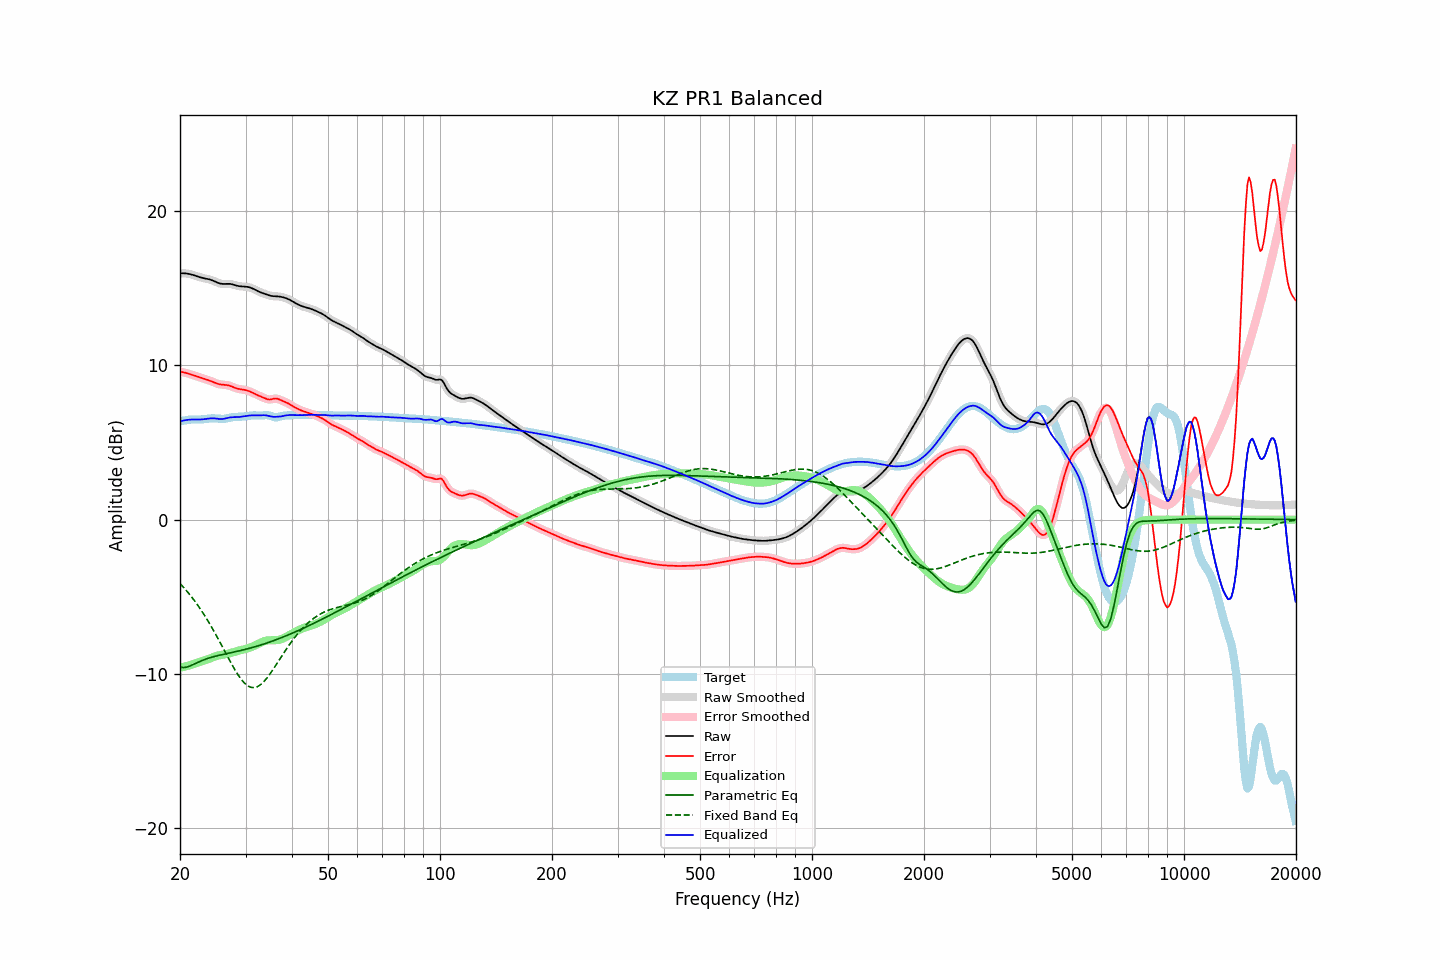 KZ PR1 Balanced
Amplitude (dBr)
20
10
0
−10
−20
Target
Raw Smoothed
Error Smoothed
Raw
Error
Equalization
Parametric Eq
Fixed Band Eq
Equalized
20 50 100 200 500 1000 2000 5000 10000 20000
Frequency (Hz)